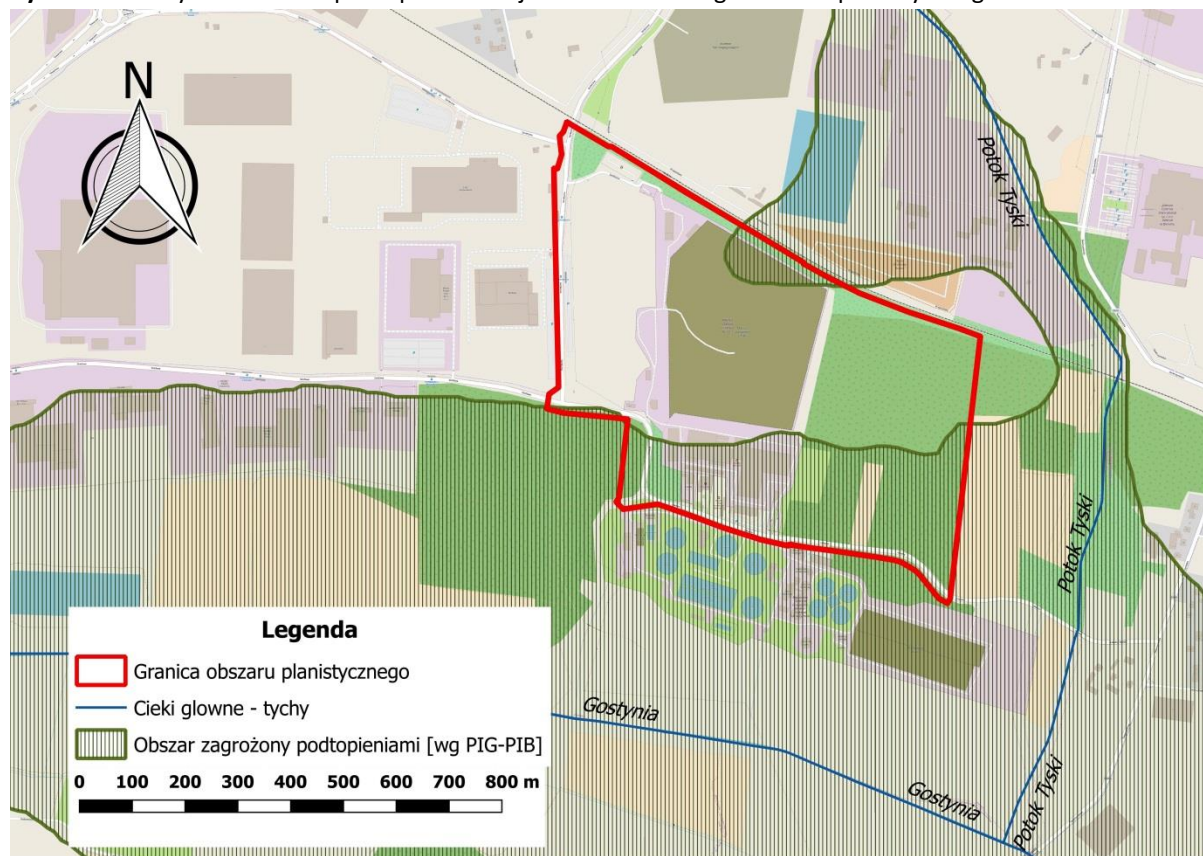 N
Potok Tyski
Potok Tyski
Gostynia
Gostynia
Potok Tyski
Legenda
Granica obszaru planistycznego
Cieki glowne - tychy
Obszar zagrożony podtopieniami [wg PIG-PIB]
0 100 200 300 400 500 600 700 800 m